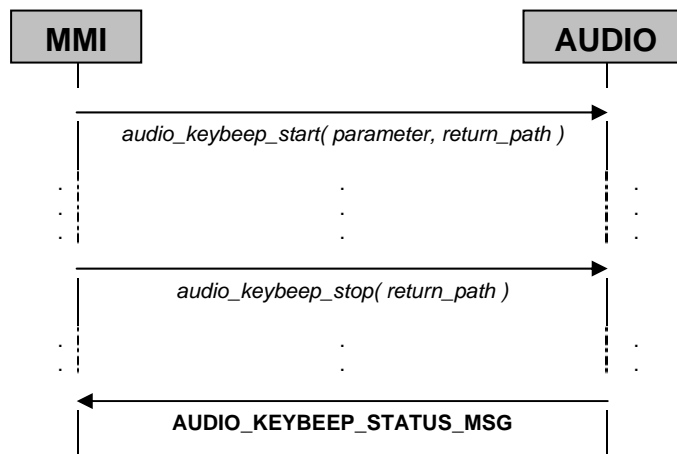 MMI AUDIO
audio_keybeep_start( parameter, return_path )
audio_keybeep_stop( return_path )
AUDIO_KEYBEEP_STATUS_MSG